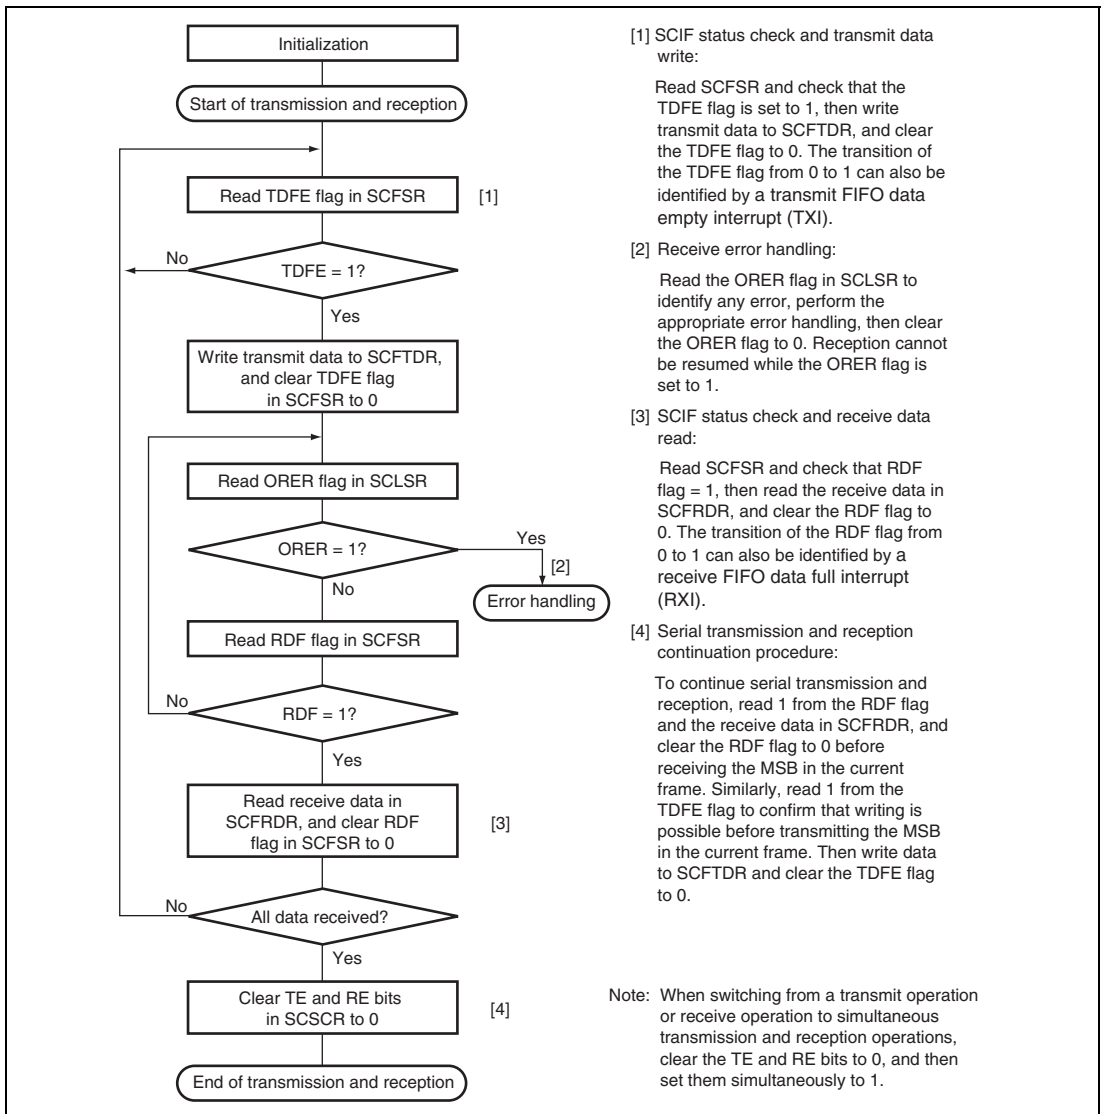 Initialization
Start of transmission and reception
Read TDFE flag in SCFSR
[1]
No
TDFE = 1?
Yes
Write transmit data to SCFTDR,
and clear TDFE flag
in SCFSR to 0
Read ORER flag in SCLSR
ORER = 1?
Yes
[2]
Error handling
No
Read RDF flag in SCFSR
No
RDF = 1?
Yes
Read receive data in
SCFRDR, and clear RDF
flag in SCFSR to 0
[3]
No
All data received?
Yes
Clear TE and RE bits
in SCSCR to 0
[4]
End of transmission and reception
[1] SCIF status check and transmit data
write:
Read SCFSR and check that the
TDFE flag is set to 1, then write
transmit data to SCFTDR, and clear
the TDFE flag to 0. The transition of
the TDFE flag from 0 to 1 can also be
identified by a transmit FIFO data
empty interrupt (TXI).
[2] Receive error handling:
Read the ORER flag in SCLSR to
identify any error, perform the
appropriate error handling, then clear
the ORER flag to 0. Reception cannot
be resumed while the ORER flag is
set to 1.
[3] SCIF status check and receive data
read:
Read SCFSR and check that RDF
flag = 1, then read the receive data in
SCFRDR, and clear the RDF flag to
0. The transition of the RDF flag from
0 to 1 can also be identified by a
receive FIFO data full interrupt
(RXI).
[4] Serial transmission and reception
continuation procedure:
To continue serial transmission and
reception, read 1 from the RDF flag
and the receive data in SCFRDR, and
clear the RDF flag to 0 before
receiving the MSB in the current
frame. Similarly, read 1 from the
TDFE flag to confirm that writing is
possible before transmitting the MSB
in the current frame. Then write data
to SCFTDR and clear the TDFE flag
to 0.
Note: When switching from a transmit operation
or receive operation to simultaneous
transmission and reception operations,
clear the TE and RE bits to 0, and then
set them simultaneously to 1.